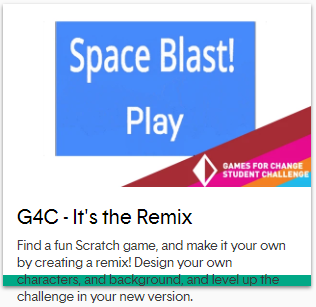 Space Blast!
Play
GAMES FOR CHANGE
STUDENT CHALLENGE
G4C - It's the Remix
Find a fun Scratch game, and make it your own
by creating a remix! Design your own
characters, and background, and level up the
challenge in your new version.